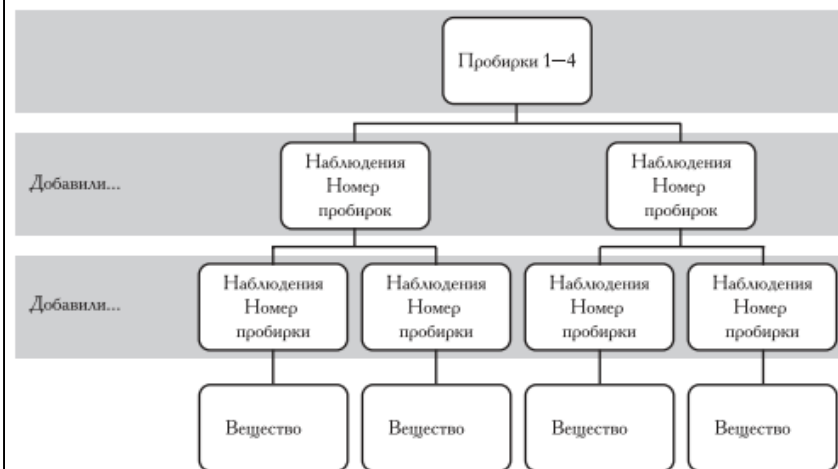 Пробирки 1—4
Добавили...
Наблюдения
Номер
пробирок
Наблюдения
Номер
пробирок
Добавили...
Наблюдения
Номер
пробирки
Наблюдения
Номер
пробирки
Наблюдения
Номер
пробирки
Наблюдения
Номер
пробирки
Вещество
Вещество
Вещество
Вещество